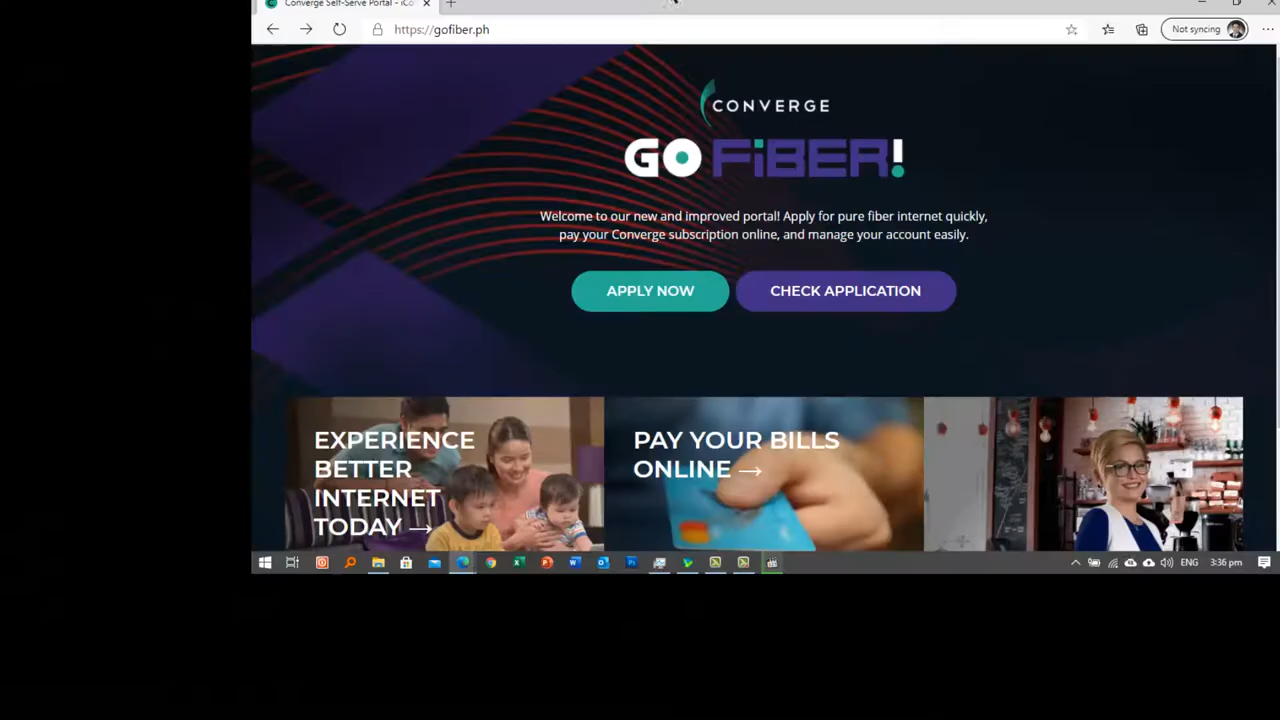 Converge Self-Serve Portal - iCo
https://gofiber.ph
Not syncing
CONVERGE
GO FiBER!
Welcome to our new and improved portal! Apply for pure fiber internet quickly,
pay your Converge subscription online, and manage your account easily.
APPLY NOW
CHECK APPLICATION
EXPERIENCE
BETTER
INTERNET
TODAY →
PAY YOUR BILLS
ONLINE →
ENG
3:36 pm